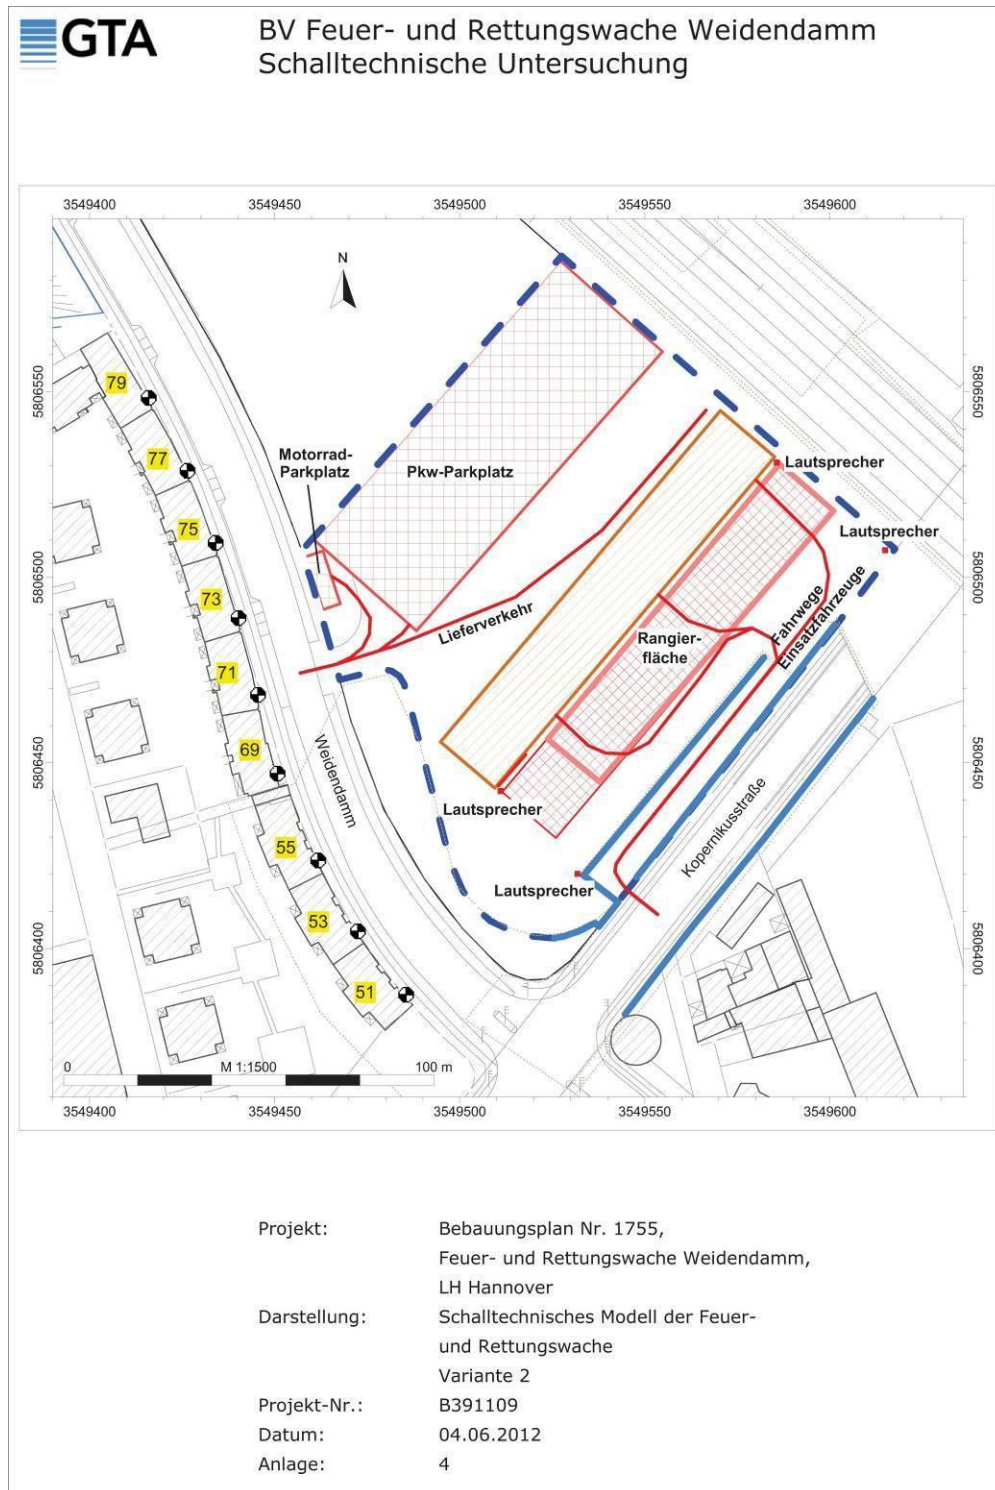 GTA
BV Feuer- und Rettungswache Weidendamm
Schalltechnische Untersuchung
3549400
3549450
3549500
3549550
3549600
N
5806550
5806550
79
77
Motorrad-
Parkplatz
Pkw-Parkplatz
Lautsprecher
75
Lautsprecher
5806500
5806500
73
Lieferverkehr
Fahrwege
Einsatzfahrzeuge
Rangier-
fläche
71
69
Weidendamm
5806450
5806450
Lautsprecher
Kopernikusstraße
55
Lautsprecher
53
5806400
5806400
51
0
M 1:1500
100 m
3549400
3549450
3549500
3549550
3549600
Projekt:
Bebauungsplan Nr. 1755,
Feuer- und Rettungswache Weidendamm,
LH Hannover
Darstellung:
Schalltechnisches Modell der Feuer-
und Rettungswache
Variante 2
Projekt-Nr.:
B391109
Datum:
04.06.2012
Anlage:
4